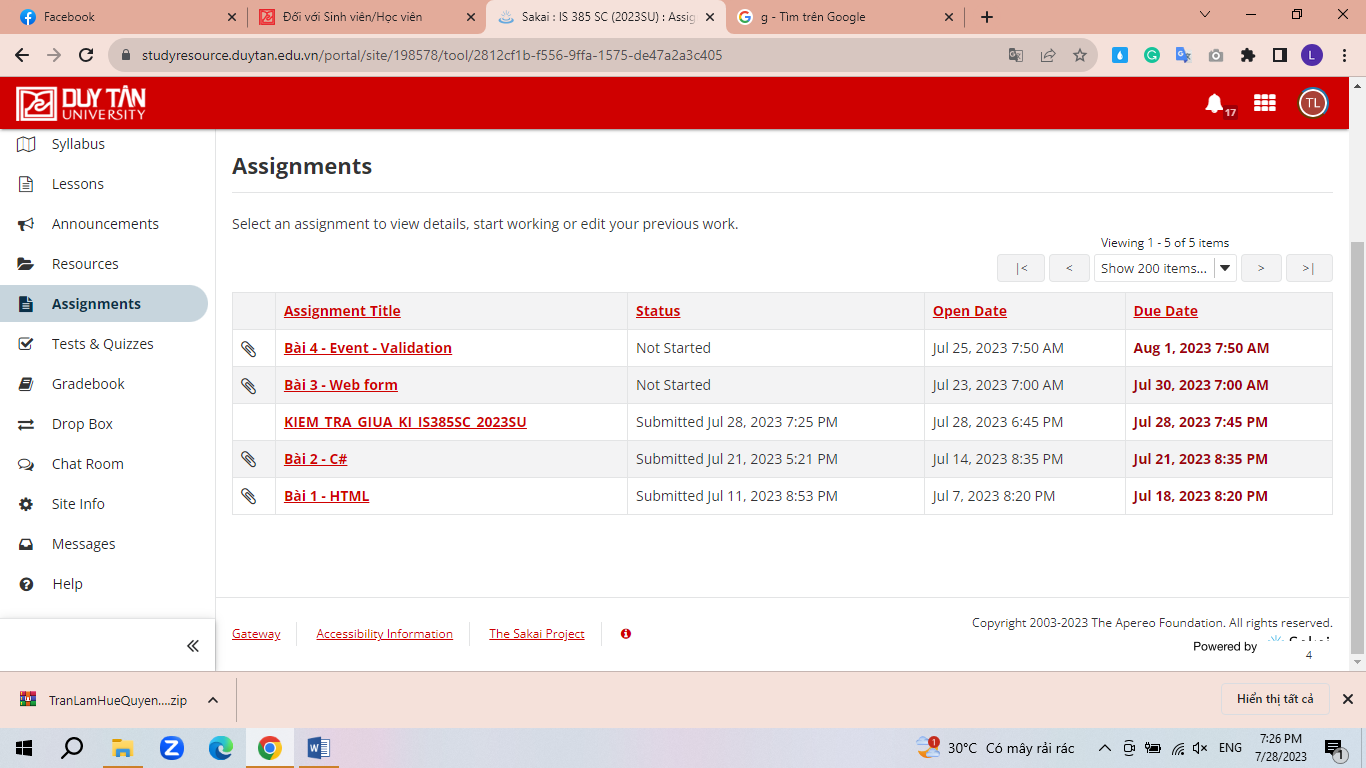 Facebook
Đối với Sinh viên/Học viên
Sakai : IS 385 SC (2023SU) : Assig
g - Tìm trên Google
studyresource.duytan.edu.vn/portal/site/198578/tool/2812cf1b-f556-9ffa-1575-de47a2a3c405
L
DUY TÂN
UNIVERSITY
17
TL
Syllabus
Lessons
Announcements
Resources
Assignments
Tests & Quizzes
Gradebook
Drop Box
Chat Room
Site Info
Messages
Help
Assignments
Select an assignment to view details, start working or edit your previous work.
Viewing 1 - 5 of 5 items
|< < Show 200 items... > >|
Assignment Title Status Open Date Due Date
Bài 4 - Event - Validation Not Started Jul 25, 2023 7:50 AM Aug 1, 2023 7:50 AM
Bài 3 - Web form Not Started Jul 23, 2023 7:00 AM Jul 30, 2023 7:00 AM
KIEM_TRA_GIUA_KI_IS385SC_2023SU Submitted Jul 28, 2023 7:25 PM Jul 28, 2023 6:45 PM Jul 28, 2023 7:45 PM
Bài 2 - C# Submitted Jul 21, 2023 5:21 PM Jul 14, 2023 8:35 PM Jul 21, 2023 8:35 PM
Bài 1 - HTML Submitted Jul 11, 2023 8:53 PM Jul 7, 2023 8:20 PM Jul 18, 2023 8:20 PM
Gateway
Accessibility Information
The Sakai Project
Copyright 2003-2023 The Apereo Foundation. All rights reserved.
Powered by
4
TranLamHueQuyen....zip
Hiển thị tất cả
1
30°C Có mây rải rác
ENG
7:26 PM
7/28/2023
1